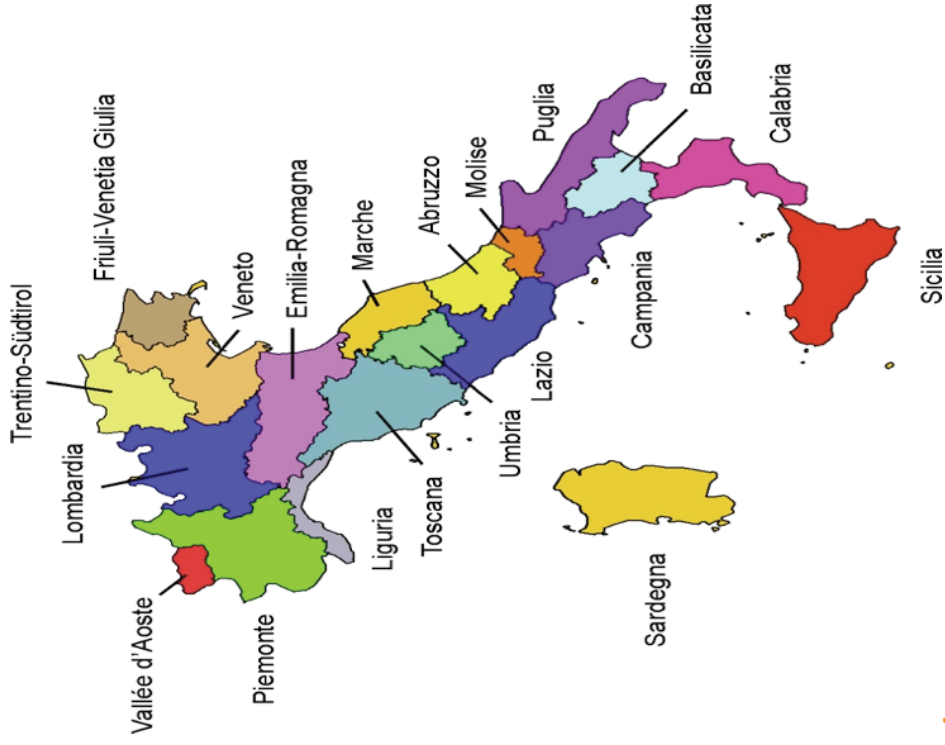 Vallée d'Aoste
Piemonte
Lombardia
Trentino-Südtirol
Friuli-Venetia Giulia
Veneto
Emilia-Romagna
Liguria
Toscana
Marche
Umbria
Lazio
Abruzzo
Molise
Campania
Puglia
Basilicata
Calabria
Sardegna
Sicilia